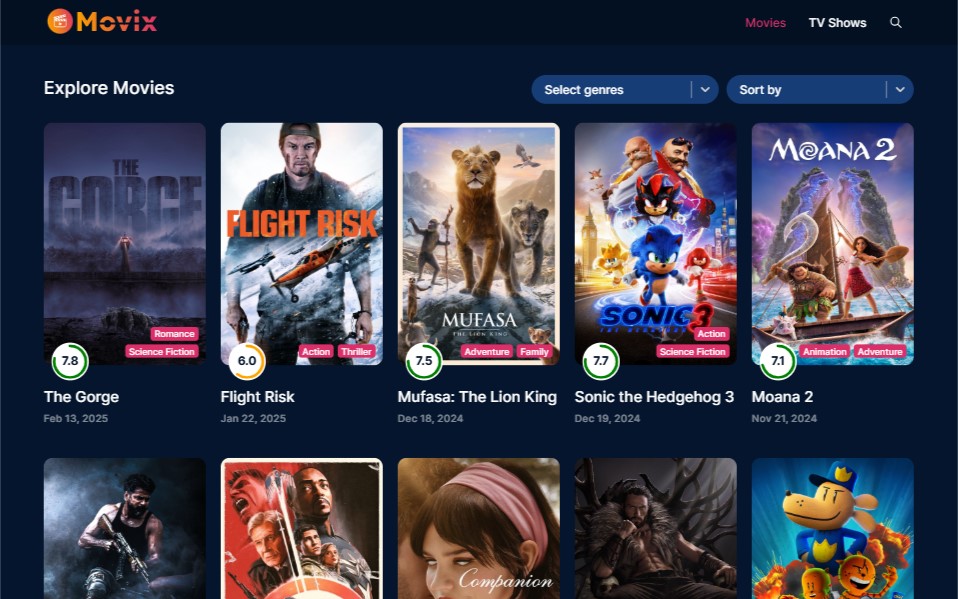 Movix
Movies
TV Shows
Explore Movies
Select genres
Sort by
THE
GORGE
Romance
Science Fiction
7.8
The Gorge
Feb 13, 2025
FLIGHT RISK
Action
Thriller
6.0
Flight Risk
Jan 22, 2025
MUFASA
THE LION KING
Adventure
Family
7.5
Mufasa: The Lion King
Dec 18, 2024
SONIC 3
THE HEDGEHOG
Action
Science Fiction
7.7
Sonic the Hedgehog 3
Dec 19, 2024
MOANA 2
Animation
Adventure
7.1
Moana 2
Nov 21, 2024
Companion